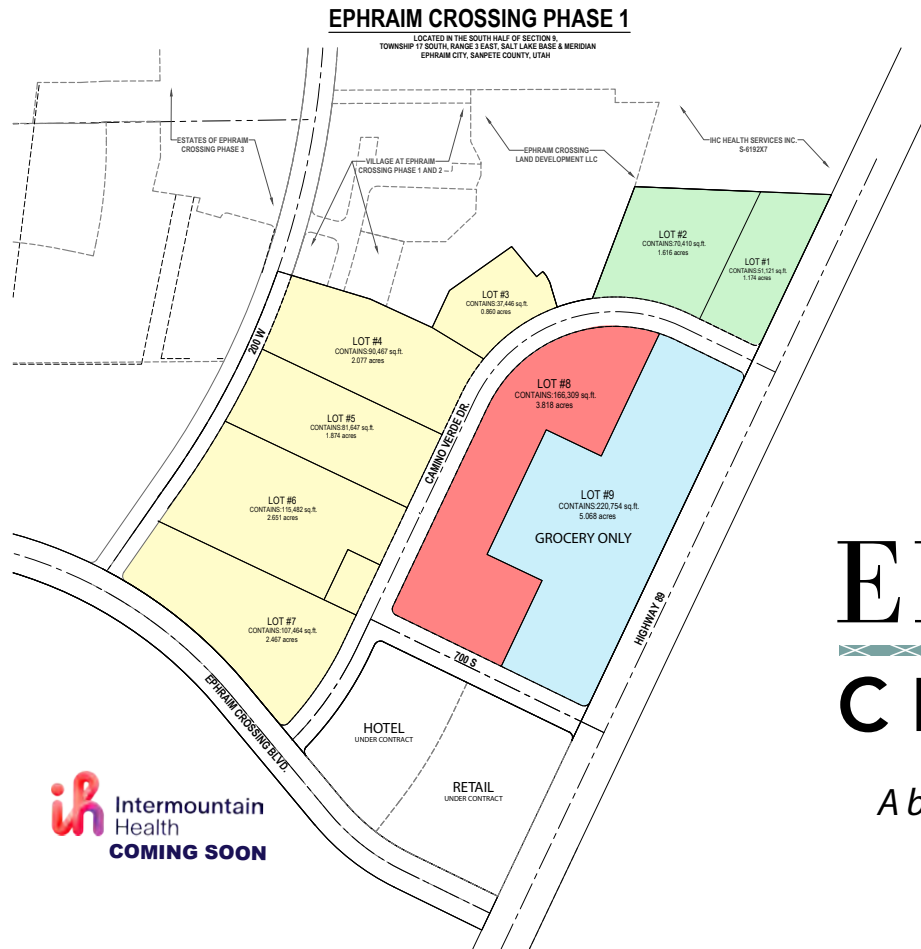 EPHRAIM CROSSING PHASE 1
LOCATED IN THE SOUTH HALF OF SECTION 9,
TOWNSHIP 17 SOUTH, RANGE 3 EAST, SALT LAKE BASE & MERIDIAN
EPHRAIM CITY, SANPETE COUNTY, UTAH
ESTATES OF EPHRAIM
CROSSING PHASE 3
VILLAGE AT EPHRAIM
CROSSING PHASE 1 AND 2
EPHRAIM CROSSING
LAND DEVELOPMENT LLC
IHC HEALTH SERVICES INC.
S-6192X7
LOT #2
CONTAINS:70,410 sq.ft.
1.616 acres
LOT #1
CONTAINS:51,121 sq.ft.
1.174 acres
LOT #3
CONTAINS:37,446 sq.ft.
0.860 acres
200 W
LOT #4
CONTAINS:90,467 sq.ft.
2.077 acres
LOT #8
CONTAINS:166,309 sq.ft.
3.818 acres
LOT #5
CONTAINS:81,647 sq.ft.
1.874 acres
CAMINO VERDE DR.
LOT #6
CONTAINS:115,482 sq.ft.
2.651 acres
LOT #9
CONTAINS:220,754 sq.ft.
5.068 acres
GROCERY ONLY
LOT #7
CONTAINS:107,464 sq.ft.
2.467 acres
HIGHWAY 89
700 S
EPHRAIM CROSSING BLVD.
HOTEL
UNDER CONTRACT
RETAIL
UNDER CONTRACT
ih Intermountain
Health
COMING SOON
E
C
A b